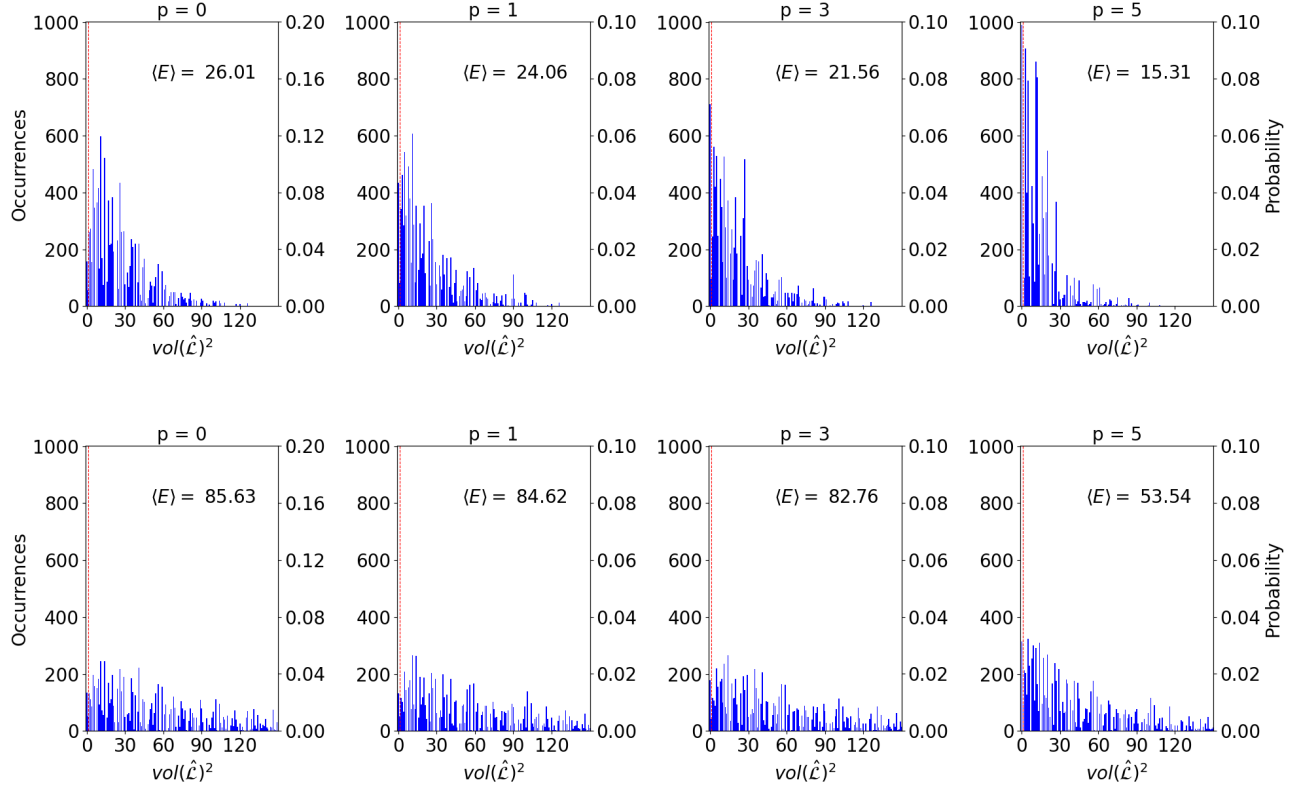 p = 0 p = 1 p = 3 p = 5
1000 0.20 1000 0.10 1000 0.10 1000 0.10
⟨E⟩ = 26.01 ⟨E⟩ = 24.06 ⟨E⟩ = 21.56 ⟨E⟩ = 15.31
800 0.16 800 0.08 800 0.08 800 0.08
600 0.12 600 0.06 600 0.06 600 0.06
Occurrences Probability
400 0.08 400 0.04 400 0.04 400 0.04
200 0.04 200 0.02 200 0.02 200 0.02
0 0.00 0 0.00 0 0.00 0 0.00
0 30 60 90 120 0 30 60 90 120 0 30 60 90 120 0 30 60 90 120
vol(ℒ̂)² vol(ℒ̂)² vol(ℒ̂)² vol(ℒ̂)²
p = 0 p = 1 p = 3 p = 5
1000 0.20 1000 0.10 1000 0.10 1000 0.10
⟨E⟩ = 85.63 ⟨E⟩ = 84.62 ⟨E⟩ = 82.76 ⟨E⟩ = 53.54
800 0.16 800 0.08 800 0.08 800 0.08
600 0.12 600 0.06 600 0.06 600 0.06
Occurrences Probability
400 0.08 400 0.04 400 0.04 400 0.04
200 0.04 200 0.02 200 0.02 200 0.02
0 0.00 0 0.00 0 0.00 0 0.00
0 30 60 90 120 0 30 60 90 120 0 30 60 90 120 0 30 60 90 120
vol(ℒ̂)² vol(ℒ̂)² vol(ℒ̂)² vol(ℒ̂)²